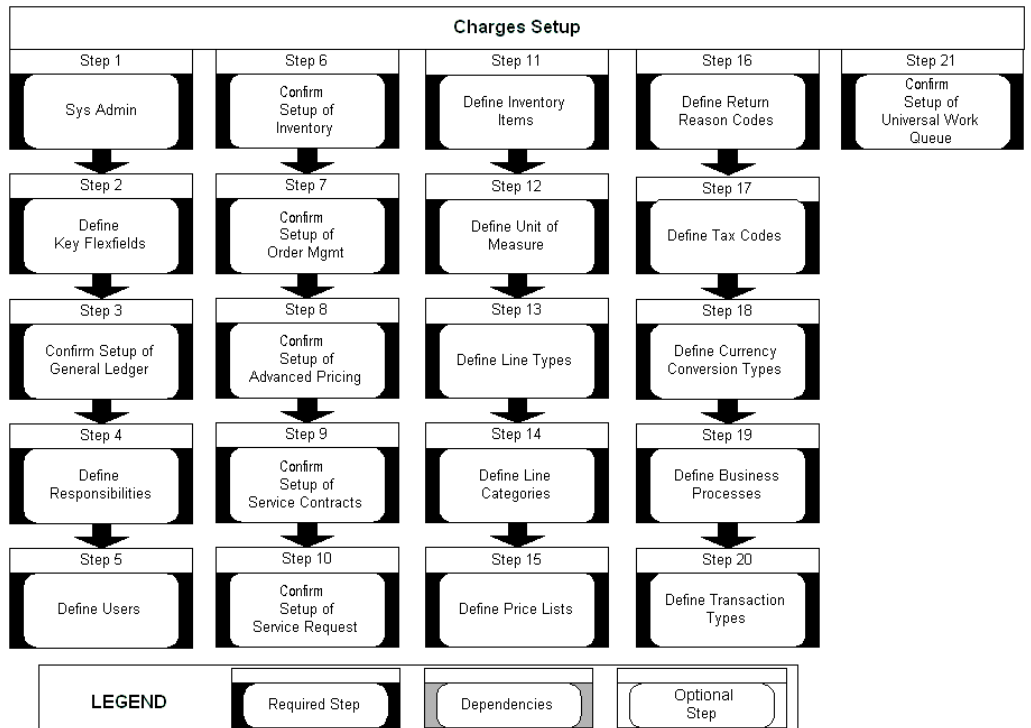 Charges Setup
Step 1
Sys Admin
Step 2
Define
Key Flexfields
Step 3
Confirm Setup of
General Ledger
Step 4
Define
Responsibilities
Step 5
Define Users
Step 6
Confirm
Setup of
Inventory
Step 7
Confirm
Setup of
Order Mgmt
Step 8
Confirm
Setup of
Advanced Pricing
Step 9
Confirm
Setup of
Service Contracts
Step 10
Confirm
Setup of
Service Request
Step 11
Define Inventory
Items
Step 12
Define Unit of
Measure
Step 13
Define Line Types
Step 14
Define Line
Categories
Step 15
Define Price Lists
Step 16
Define Return
Reason Codes
Step 17
Define Tax Codes
Step 18
Define Currency
Conversion Types
Step 19
Define Business
Processes
Step 20
Define Transaction
Types
Step 21
Confirm
Setup of
Universal Work
Queue
LEGEND
Required Step
Dependencies
Optional
Step